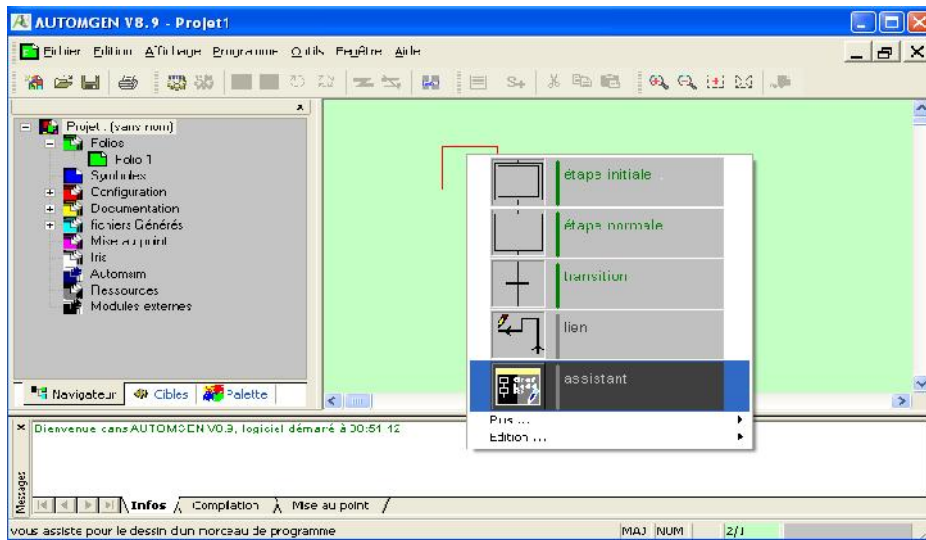 AUTOMGEN V8.9 - Projet1
Fichier Edition Affichage Programme Outils Fenêtre Aide
Projet : (sans nom)
Folios
Folio 1
Symboles
Configuration
Documentation
fichiers Générés
Mise au point
Iris
Automsim
Ressources
Modules externes
Navigateur Cibles Palette
étape initiale
étape normale
transition
lien
assistant
Plus ...
Edition ...
Messages
Bienvenue dans AUTOMGEN V8.9, logiciel démarré à 00:51 12
Infos Compilation Mise au point
vous assiste pour le dessin d'un morceau de programme
MAJ NUM 2/1